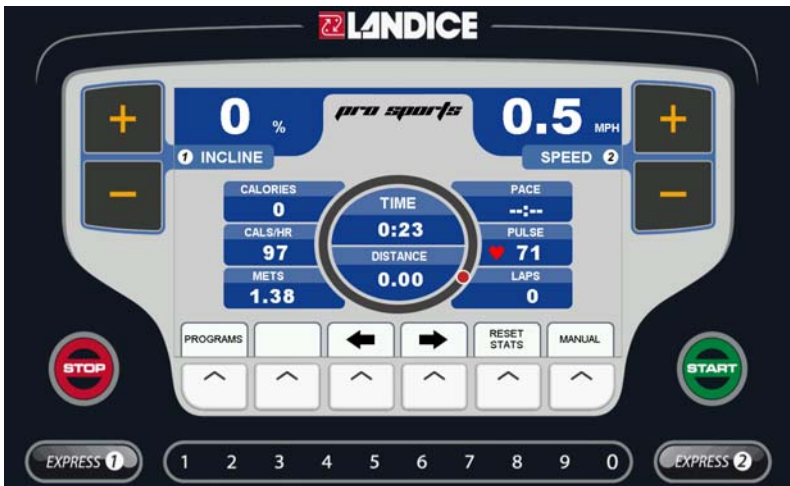 LANDICE
0 %
pro sports
0.5 MPH
1 INCLINE
SPEED 2
CALORIES
0
CALS/HR
97
METS
1.38
TIME
0:23
DISTANCE
0.00
PACE
--:--
PULSE
71
LAPS
0
PROGRAMS
RESET
STATS
MANUAL
STOP
START
EXPRESS 1
1 2 3 4 5 6 7 8 9 0
EXPRESS 2